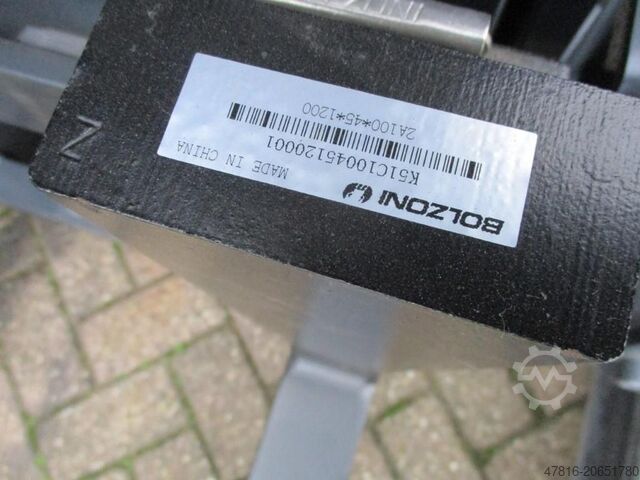 BOLZONI
MADE IN CHINA
K51C10045120001
2A100*45*1200
Z
47816-20651780